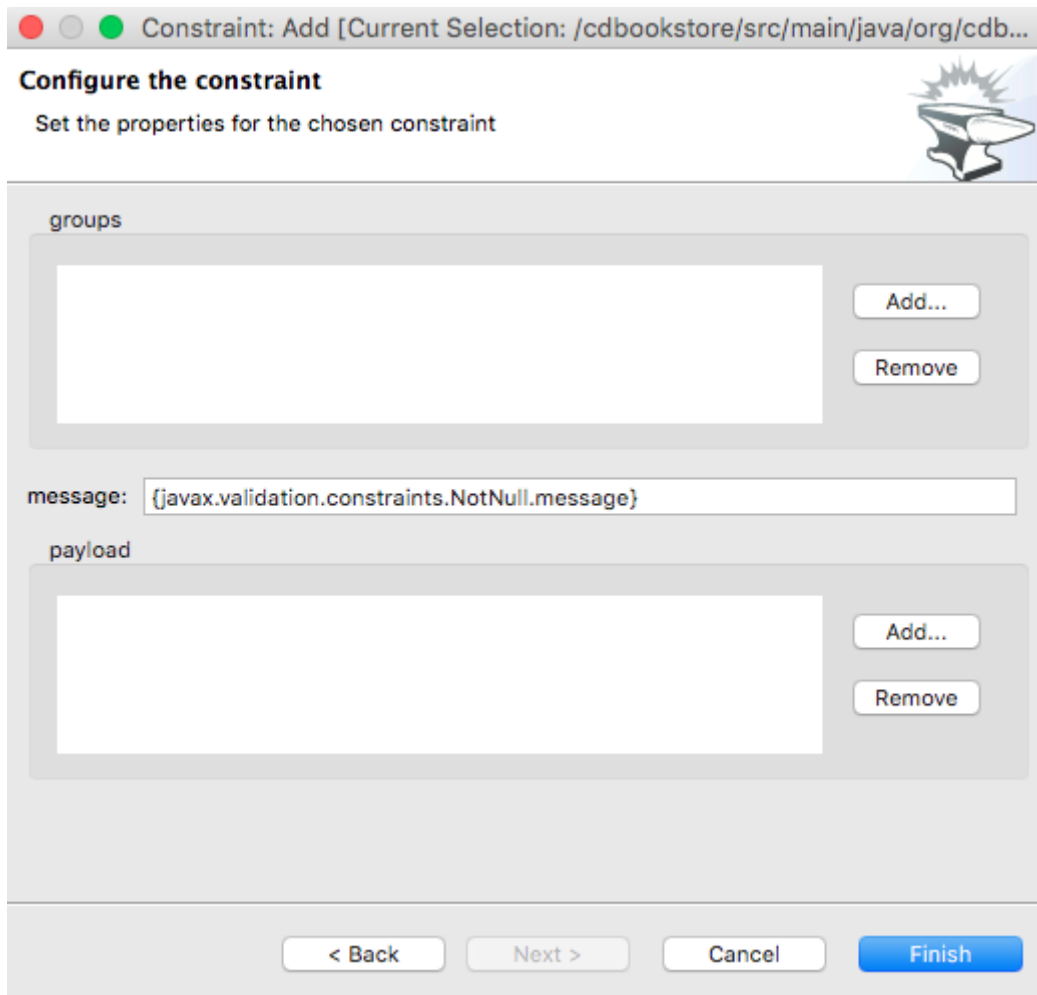 Constraint: Add [Current Selection: /cdbookstore/src/main/java/org/cdb...
Configure the constraint
Set the properties for the chosen constraint
groups
Add...
Remove
message: {javax.validation.constraints.NotNull.message}
payload
Add...
Remove
< Back Next > Cancel Finish